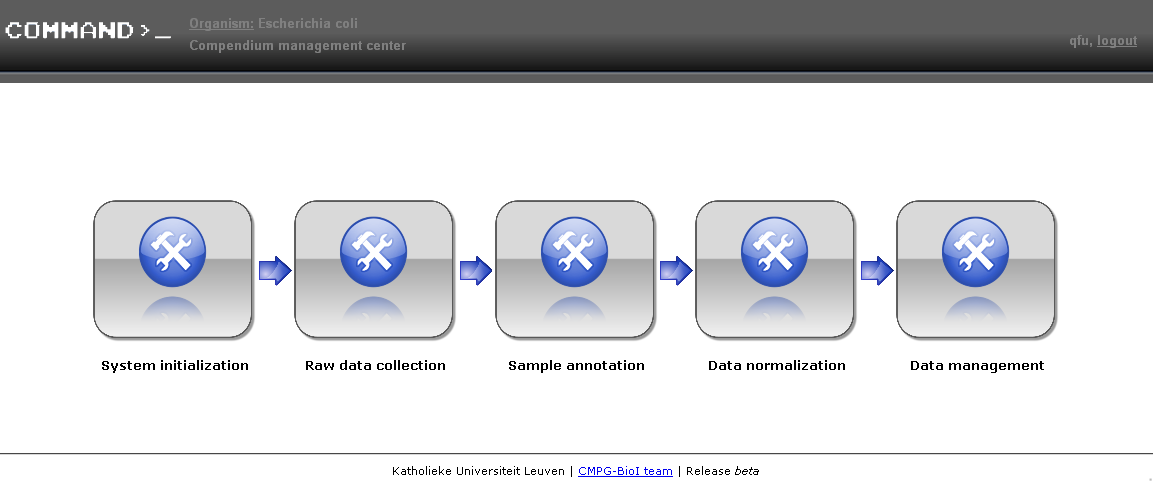 COMMAND>_
Organism: Escherichia coli
Compendium management center
qfu, logout
System initialization
Raw data collection
Sample annotation
Data normalization
Data management
Katholieke Universiteit Leuven | CMPG-BioI team | Release beta